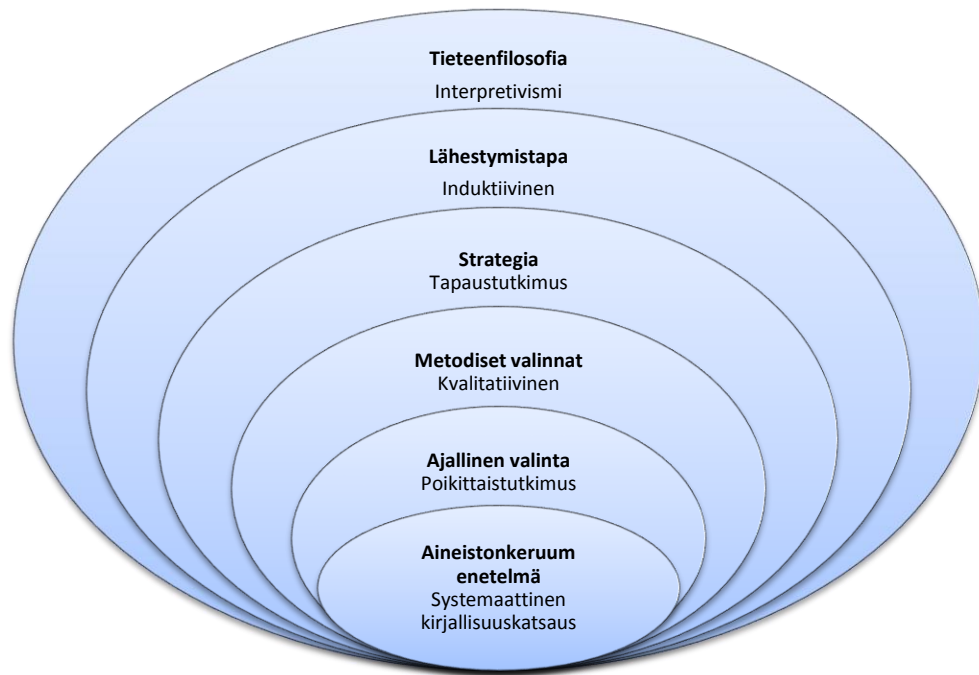 Tieteenfilosofia
Interpretivismi
Lähestymistapa
Induktiivinen
Strategia
Tapaustutkimus
Metodiset valinnat
Kvalitatiivinen
Ajallinen valinta
Poikittaistutkimus
Aineistonkeruum
enetelmä
Systemaattinen
kirjallisuuskatsaus